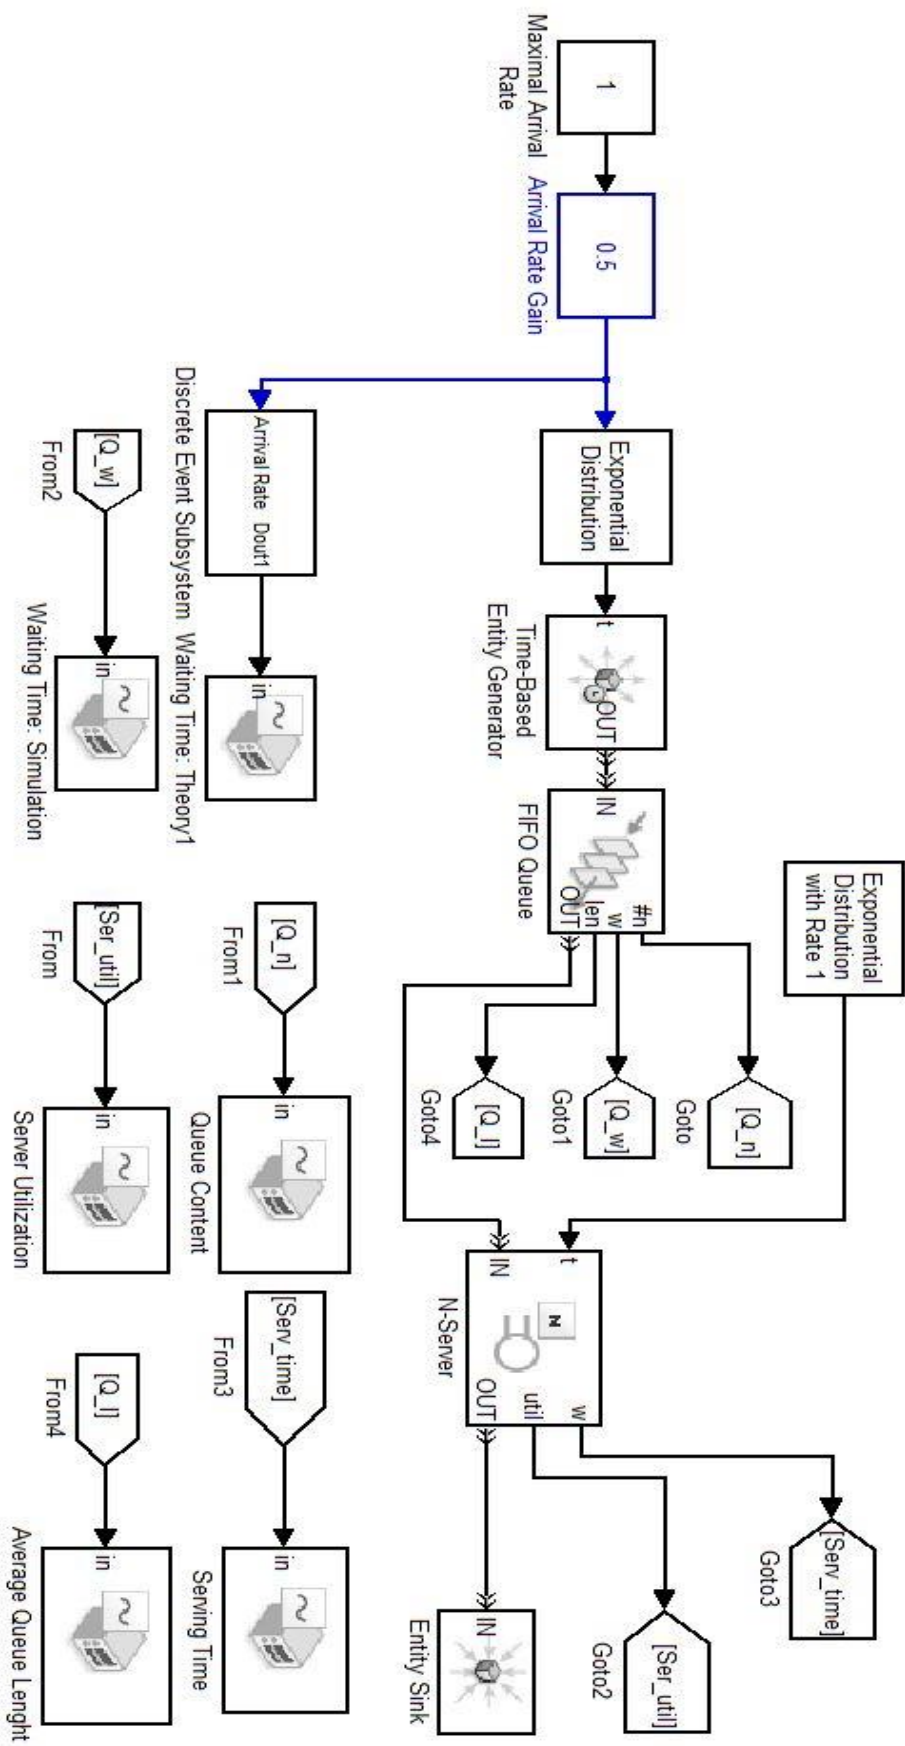 Exponential
Distribution
with Rate 1
1
Maximal Arrival
Rate
0.5
Arrival Rate Gain
Exponential
Distribution
t
OUT
Time-Based
Entity Generator
IN
#n
w
len
OUT
FIFO Queue
[Q_n]
Goto
[Q_w]
Goto1
[Q_l]
Goto4
t
IN
w
util
OUT
N
N-Server
[Serv_time]
Goto3
[Ser_util]
Goto2
IN
Entity Sink
Arrival Rate Dout1
Discrete Event Subsystem
in
Waiting Time: Theory1
[Q_n]
From1
in
Queue Content
[Serv_time]
From3
in
Serving Time
[Q_w]
From2
in
Waiting Time: Simulation
[Ser_util]
From
in
Server Utilization
[Q_l]
From4
in
Average Queue Lenght